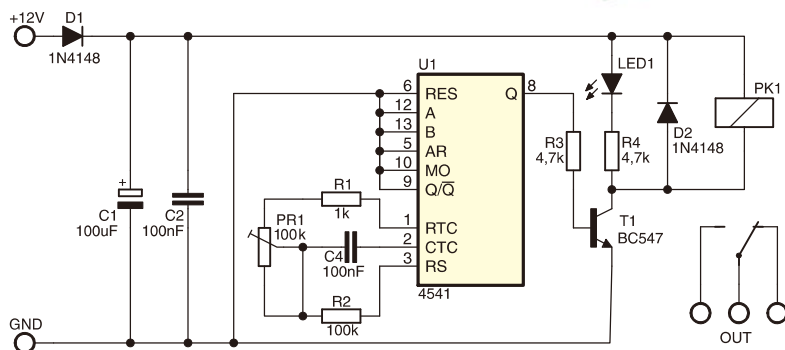 +12V
D1
1N4148
C1
100uF
C2
100nF
U1
6
RES
12
A
13
B
5
AR
10
MO
9
Q/Q̅
1
RTC
2
CTC
3
RS
Q
8
4541
R1
1k
PR1
100k
C4
100nF
R2
100k
R3
4,7k
LED1
R4
4,7k
D2
1N4148
PK1
T1
BC547
GND
OUT
+